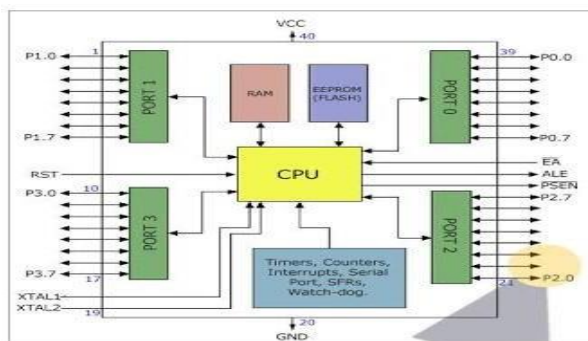 VCC
40
1
39
P1.0
P0.0
PORT 1
RAM
EEPROM
(FLASH)
PORT 0
P1.7
P0.7
CPU
EA
RST
ALE
PSEN
P3.0
10
P2.7
PORT 3
PORT 2
Timers, Counters,
Interrupts, Serial
Port, SFRs,
Watch-dog.
P3.7
17
P2.0
21
XTAL1
XTAL2
19
20
GND